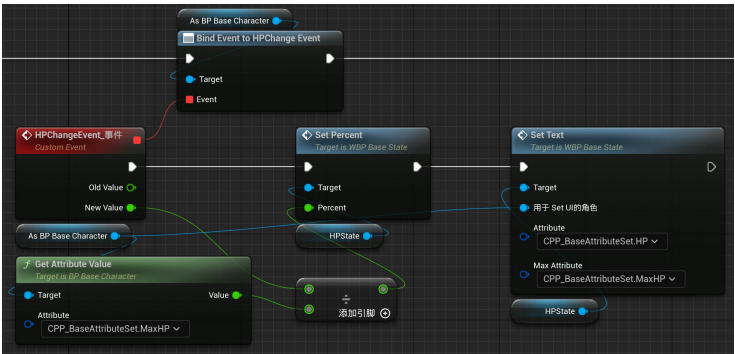 As BP Base Character
Bind Event to HPChange Event
Target
Event
HPChangeEvent_事件
Custom Event
Old Value
New Value
Set Percent
Target is WBP Base State
Target
Percent
Set Text
Target is WBP Base State
Target
用于 Set UI的角色
Attribute
CPP_BaseAttributeSet.HP
Max Attribute
CPP_BaseAttributeSet.MaxHP
As BP Base Character
HPState
Get Attribute Value
Target is BP Base Character
Target
Value
Attribute
CPP_BaseAttributeSet.MaxHP
÷
添加引脚
HPState